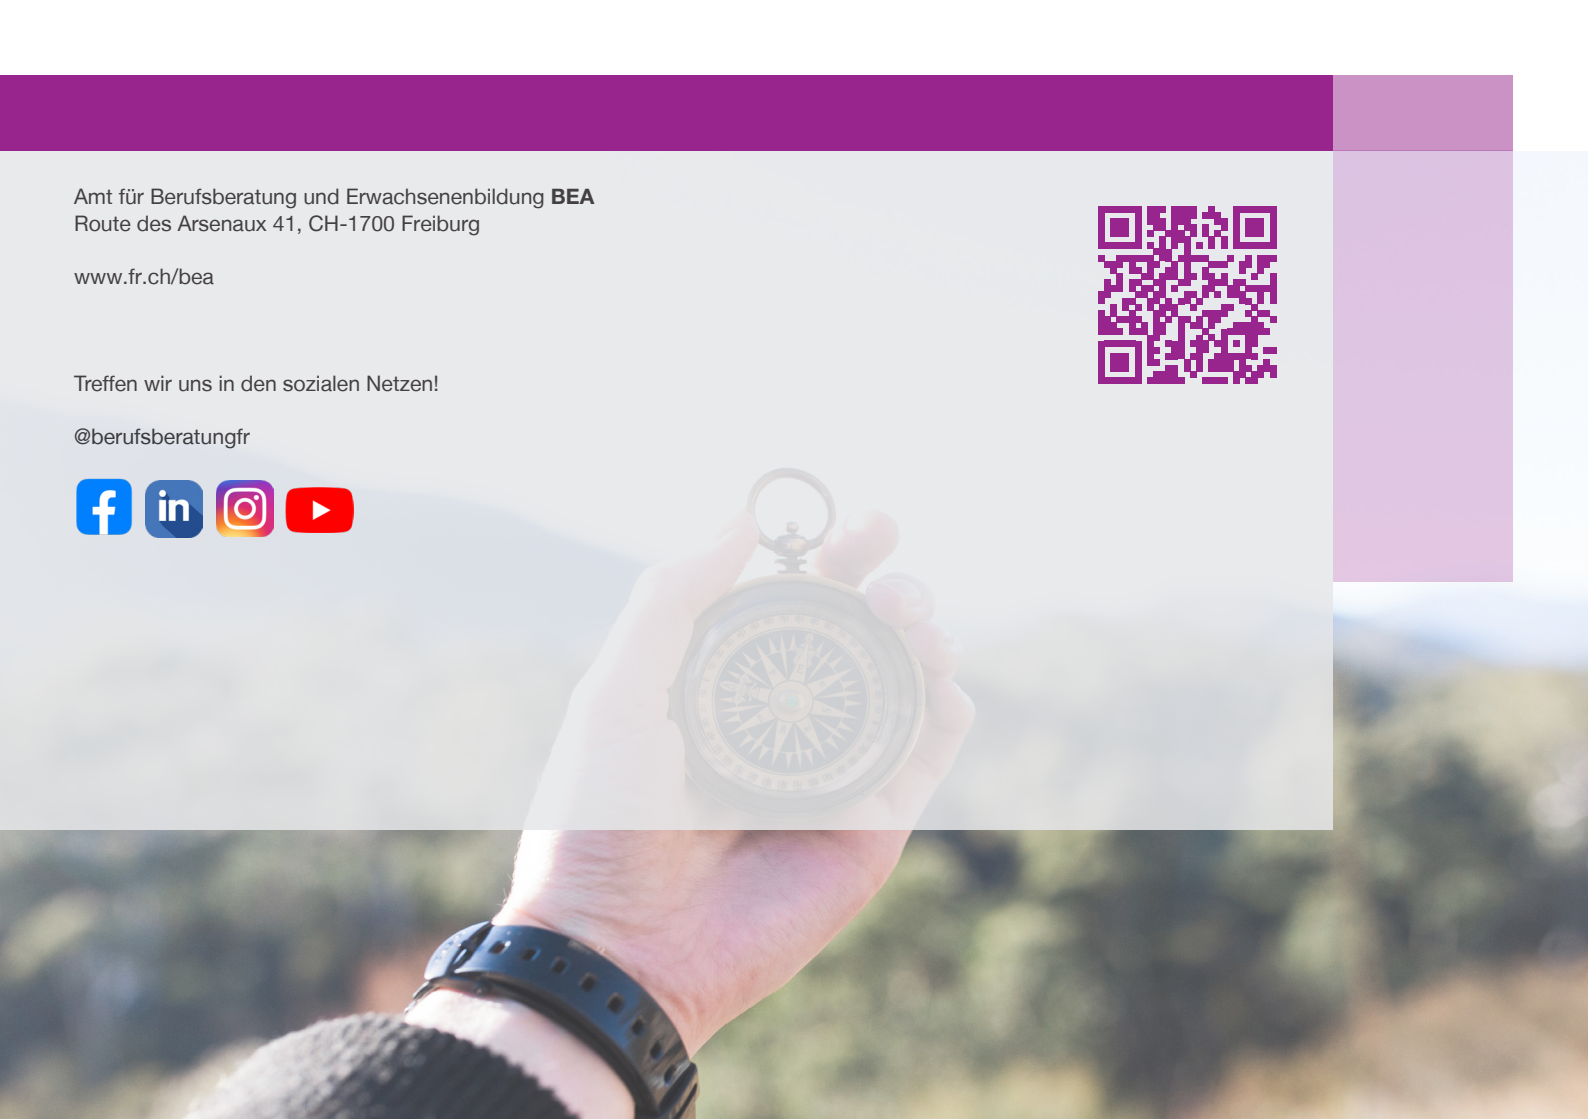 Amt für Berufsberatung und Erwachsenenbildung BEA
Route des Arsenaux 41, CH-1700 Freiburg
www.fr.ch/bea
Treffen wir uns in den sozialen Netzen!
@berufsberatungfr
in